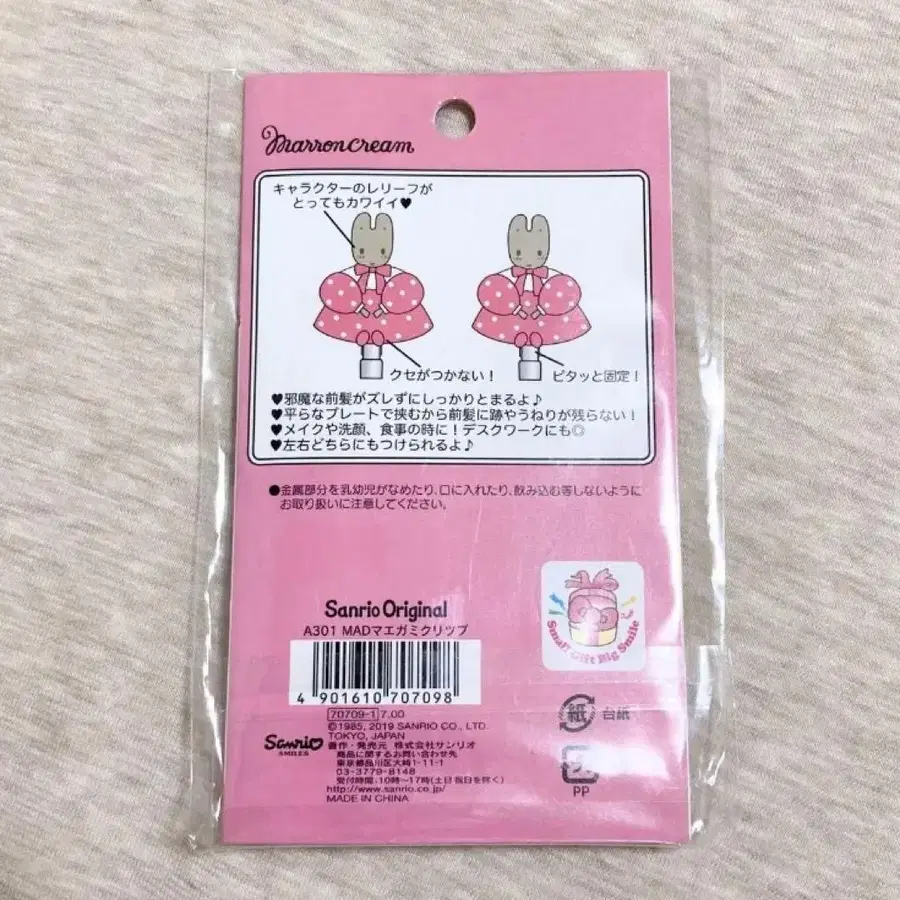 Marroncream
キャラクターのレリーフが
とってもカワイイ♥
クセがつかない！
ピタッと固定！
♥邪魔な前髪がズレずにしっかりとまるよ♪
♥平らなプレートで挟むから前髪に跡やうねりが残らない！
♥メイクや洗顔、食事の時に！デスクワークにも◎
♥左右どちらにもつけられるよ♪
●金属部分を乳幼児がなめたり、口に入れたり、飲み込む等しないように
お取り扱いに注意してください。
Small Gift Big Smile
Sanrio Original
A301 MADマエガミクリップ
4 901610 707098
70709-1 7.00
©1985, 2019 SANRIO CO., LTD.
TOKYO, JAPAN
Sanrio
SMILES
著作・発売元 株式会社サンリオ
商品に関するお問い合わせ先
東京都品川区大崎1-11-1
03-3779-8148
受付時間:10時～17時(土日祝日を除く)
http://www.sanrio.co.jp/
MADE IN CHINA
紙 台紙
プラ
PP